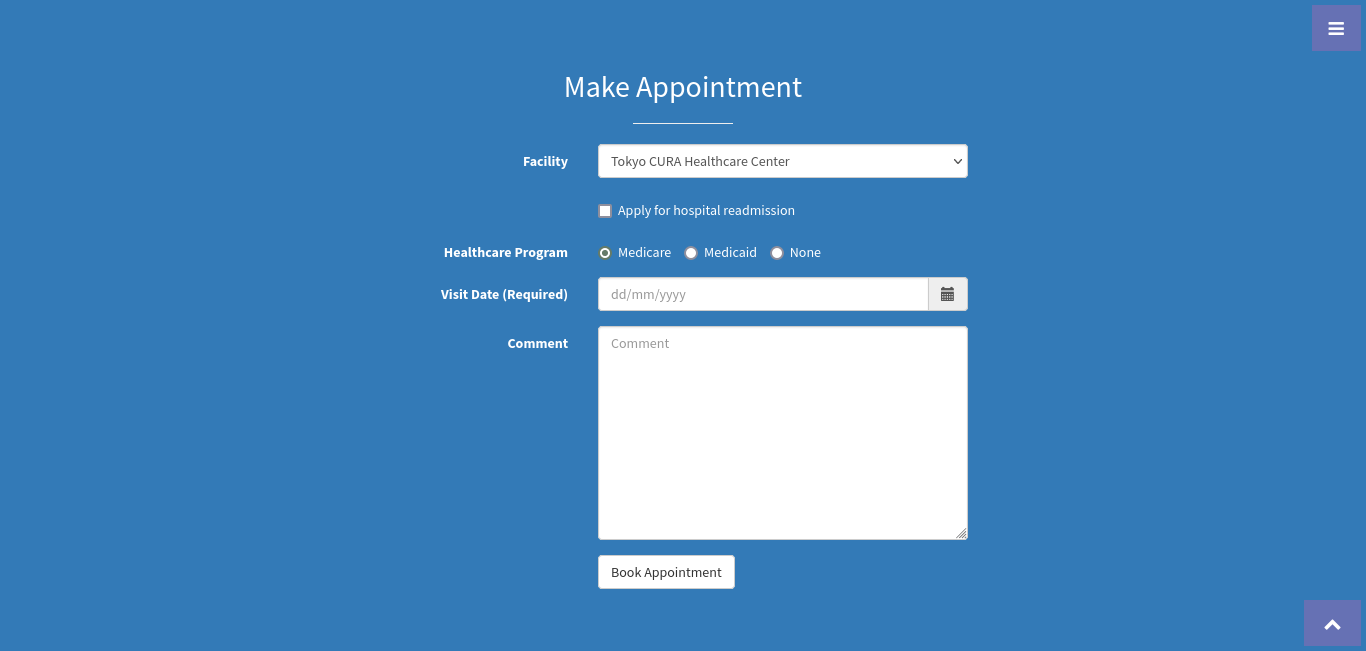 Make Appointment
Facility
Tokyo CURA Healthcare Center
Apply for hospital readmission
Healthcare Program
Medicare Medicaid None
Visit Date (Required)
dd/mm/yyyy
Comment
Comment
Book Appointment